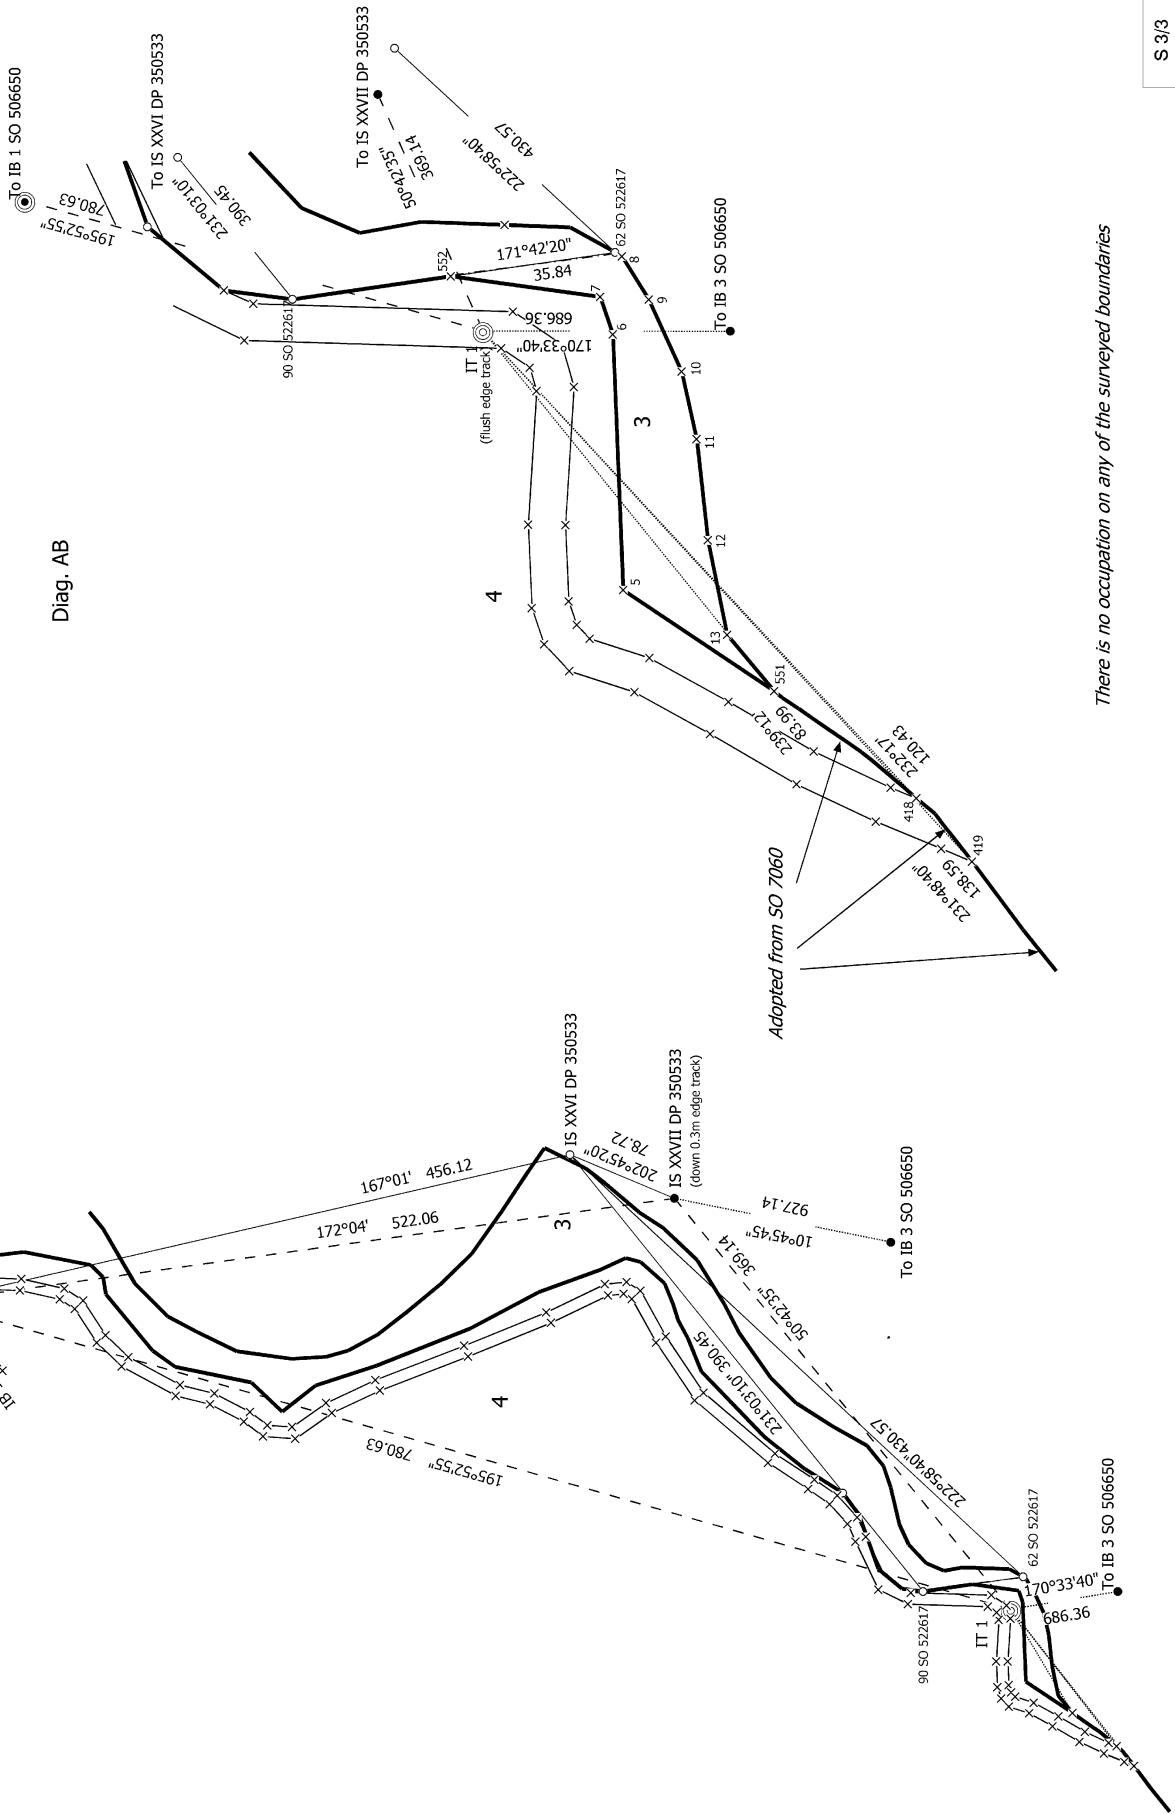 S 3/3
To IB 1 SO 506650
780.63
195°52'55"
To IS XXVI DP 350533
231°03'10"
390.45
To IS XXVII DP 350533
50°42'35"
369.14
222°58'40"
430.57
Diag. AB
90 SO 522617
552
171°42'20"
35.84
62 SO 522617
IT 1
(flush edge track)
686.36
170°33'40"
To IB 3 SO 506650
7
8
6
9
10
3
11
12
5
13
4
551
83.99
239°12'
232°17'
120.43
418
419
138.59
231°48'40"
Adopted from SO 7060
There is no occupation on any of the surveyed boundaries
167°01' 456.12
172°04' 522.06
IS XXVI DP 350533
78.72
202°45'20"
IS XXVII DP 350533
(down 0.3m edge track)
3
927.14
10°45'45"
To IB 3 SO 506650
50°42'35" 369.14
231°03'10" 390.45
4
195°52'55" 780.63
IB
222°58'40" 430.57
62 SO 522617
90 SO 522617
IT 1
170°33'40"
686.36
To IB 3 SO 506650